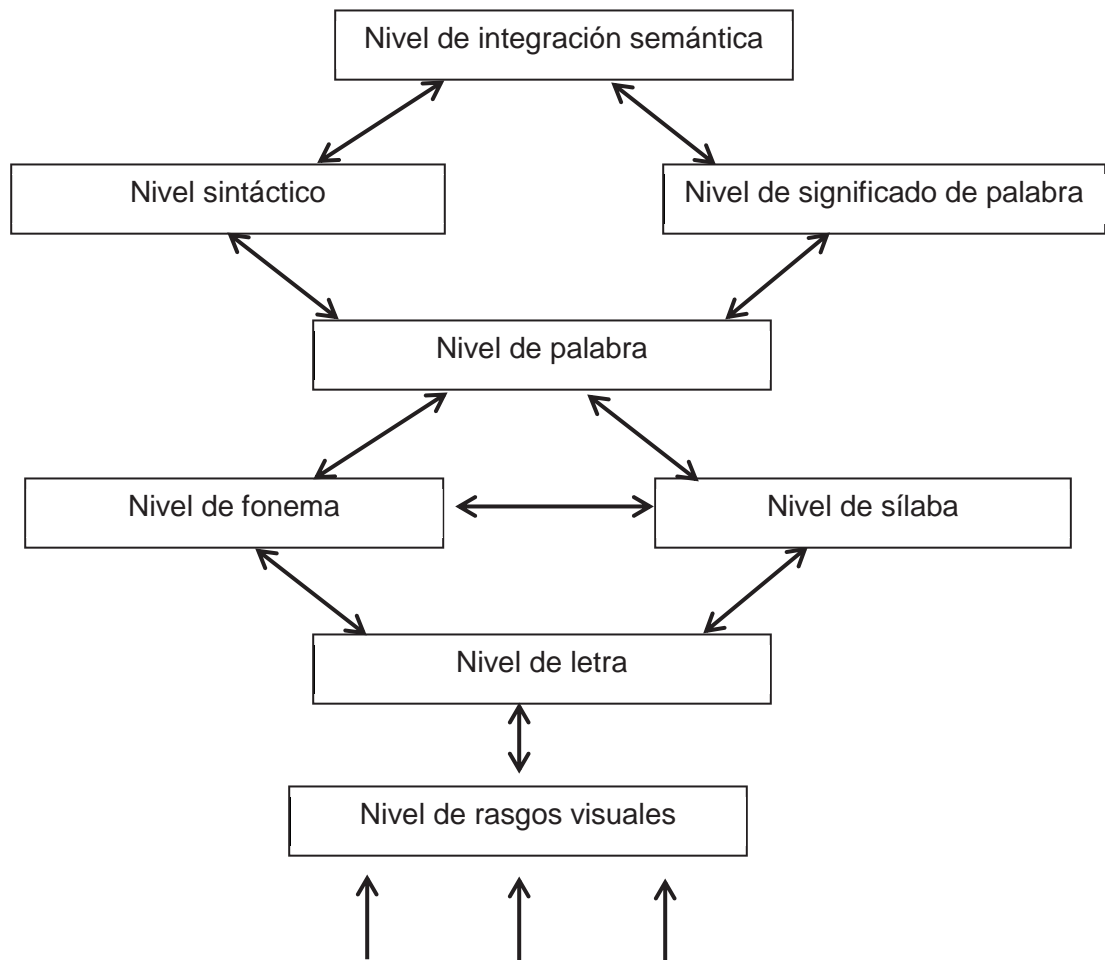 Nivel de integración semántica
Nivel sintáctico
Nivel de significado de palabra
Nivel de palabra
Nivel de fonema
Nivel de sílaba
Nivel de letra
Nivel de rasgos visuales